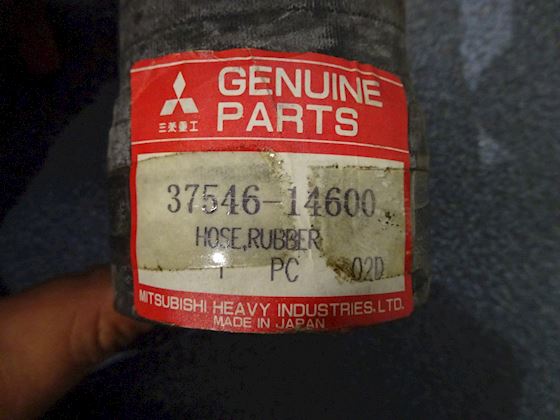 GENUINE
PARTS
三菱重工
37546-14600
HOSE,RUBBER
1 PC 02D
MITSUBISHI HEAVY INDUSTRIES, LTD.
MADE IN JAPAN